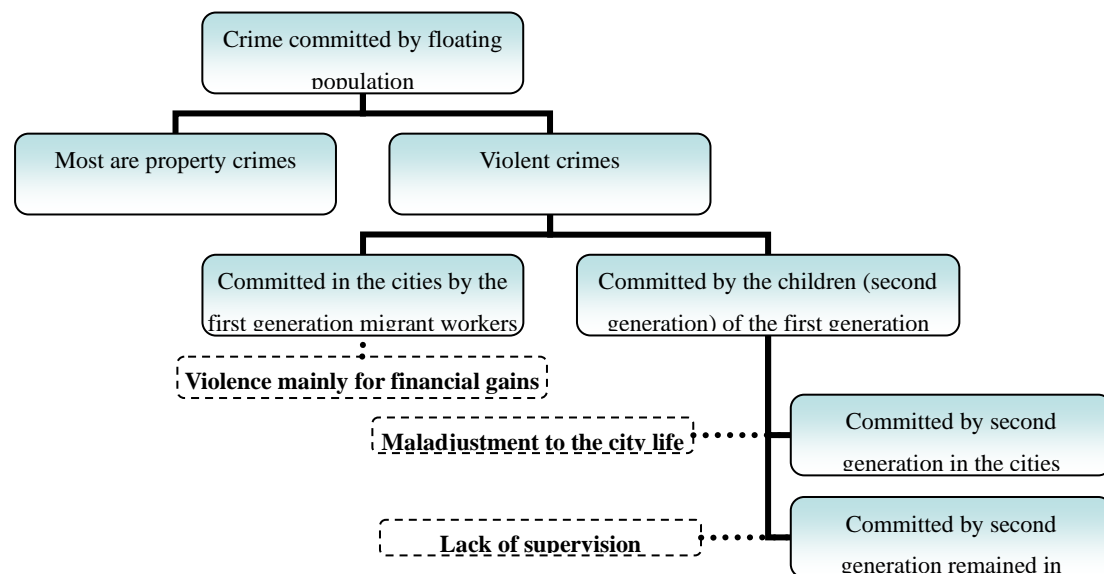 Crime committed by floating
population
Most are property crimes
Violent crimes
Committed in the cities by the
first generation migrant workers
Committed by the children (second
generation) of the first generation
Violence mainly for financial gains
Maladjustment to the city life
Committed by second
generation in the cities
Lack of supervision
Committed by second
generation remained in